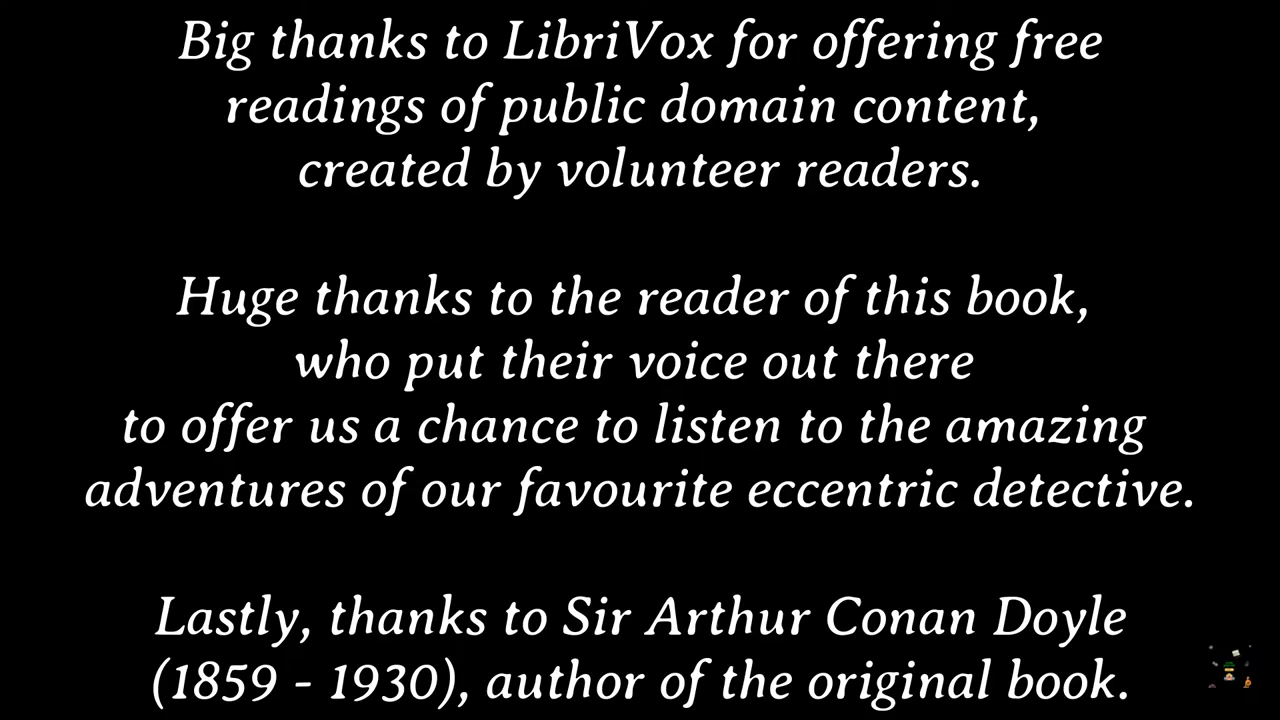 Big thanks to LibriVox for offering free
readings of public domain content,
created by volunteer readers.
Huge thanks to the reader of this book,
who put their voice out there
to offer us a chance to listen to the amazing
adventures of our favourite eccentric detective.
Lastly, thanks to Sir Arthur Conan Doyle
(1859 - 1930), author of the original book.